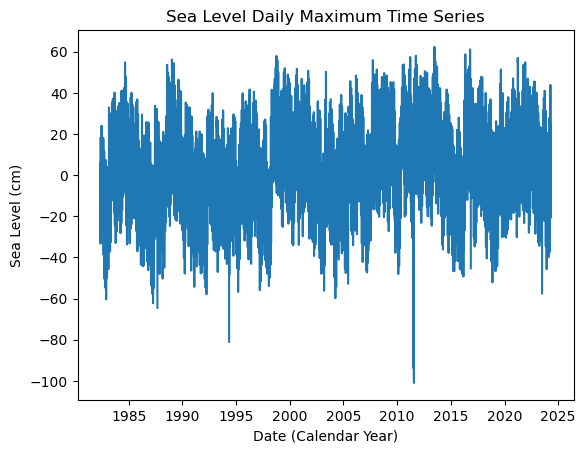 Sea Level Daily Maximum Time Series
60
40
20
0
−20
−40
−60
−80
−100
Sea Level (cm)
1985 1990 1995 2000 2005 2010 2015 2020 2025
Date (Calendar Year)